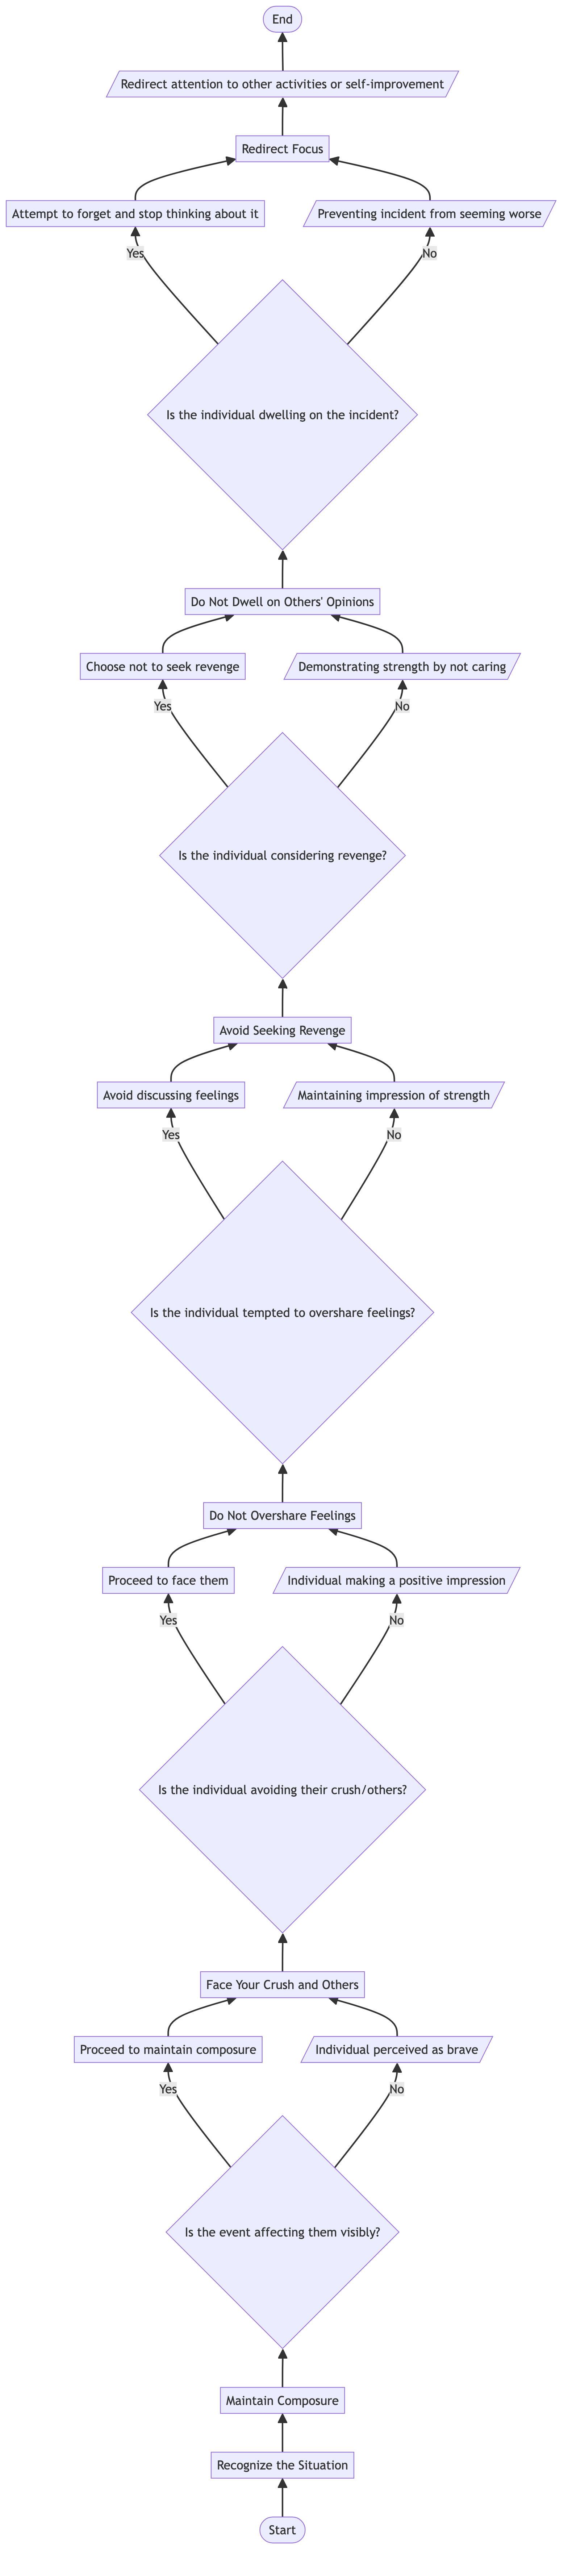 End
Redirect attention to other activities or self-improvement
Redirect Focus
Attempt to forget and stop thinking about it
Preventing incident from seeming worse
Yes
No
Is the individual dwelling on the incident?
Do Not Dwell on Others' Opinions
Choose not to seek revenge
Demonstrating strength by not caring
Yes
No
Is the individual considering revenge?
Avoid Seeking Revenge
Avoid discussing feelings
Maintaining impression of strength
Yes
No
Is the individual tempted to overshare feelings?
Do Not Overshare Feelings
Proceed to face them
Individual making a positive impression
Yes
No
Is the individual avoiding their crush/others?
Face Your Crush and Others
Proceed to maintain composure
Individual perceived as brave
Yes
No
Is the event affecting them visibly?
Maintain Composure
Recognize the Situation
Start